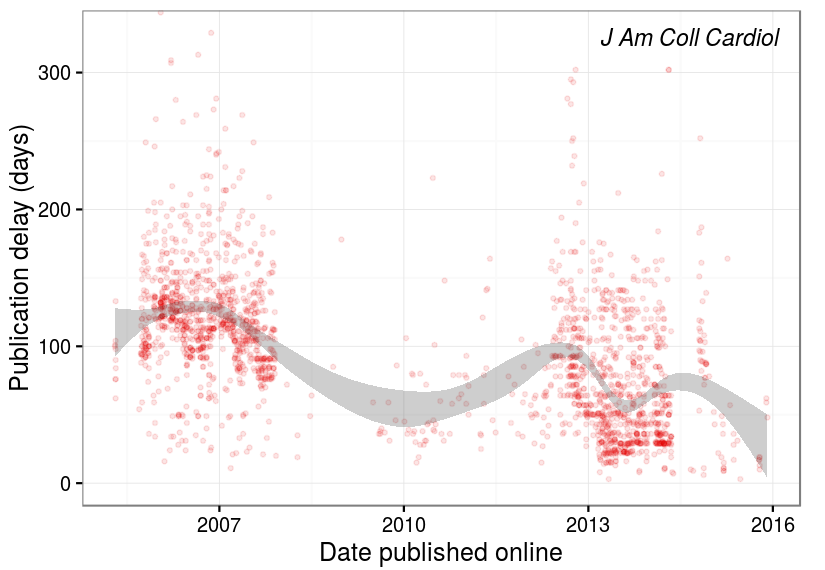 J Am Coll Cardiol
Publication delay (days)
300
200
100
0
2007 2010 2013 2016
Date published online